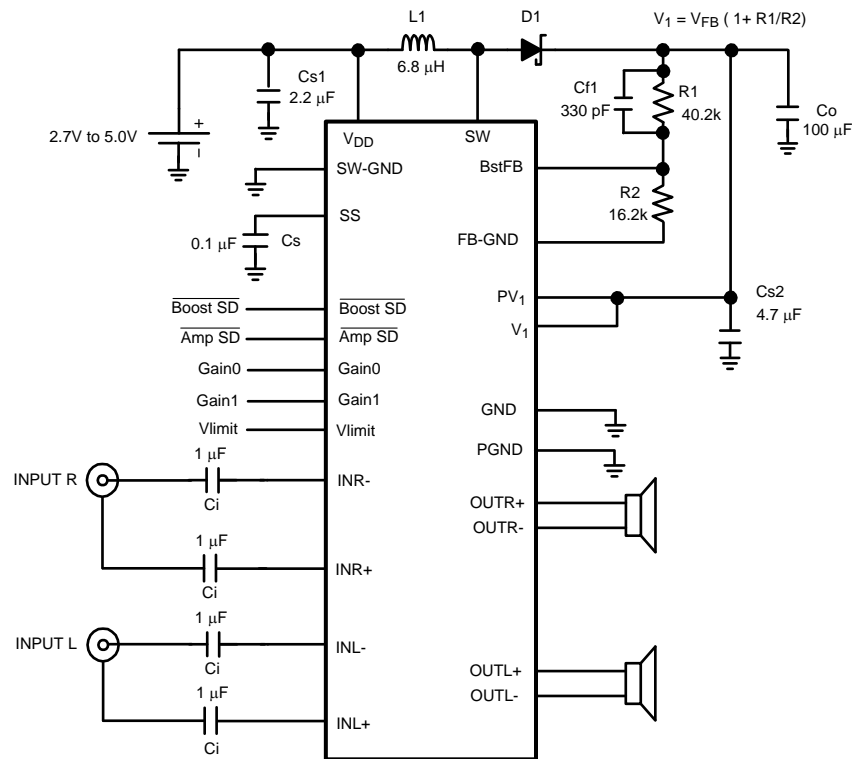 L1
D1
V1 = VFB ( 1+ R1/R2)
6.8 µH
Cs1
2.2 µF
Cf1
330 pF
R1
40.2k
Co
100 µF
2.7V to 5.0V
+
–
VDD
SW
SW-GND
BstFB
R2
16.2k
SS
0.1 µF
Cs
FB-GND
PV1
V1
Cs2
4.7 µF
Boost SD
Boost SD
Amp SD
Amp SD
Gain0
Gain0
Gain1
Gain1
Vlimit
Vlimit
GND
PGND
1 µF
INPUT R
Ci
INR-
OUTR+
OUTR-
1 µF
Ci
INR+
1 µF
INPUT L
Ci
INL-
OUTL+
OUTL-
1 µF
Ci
INL+